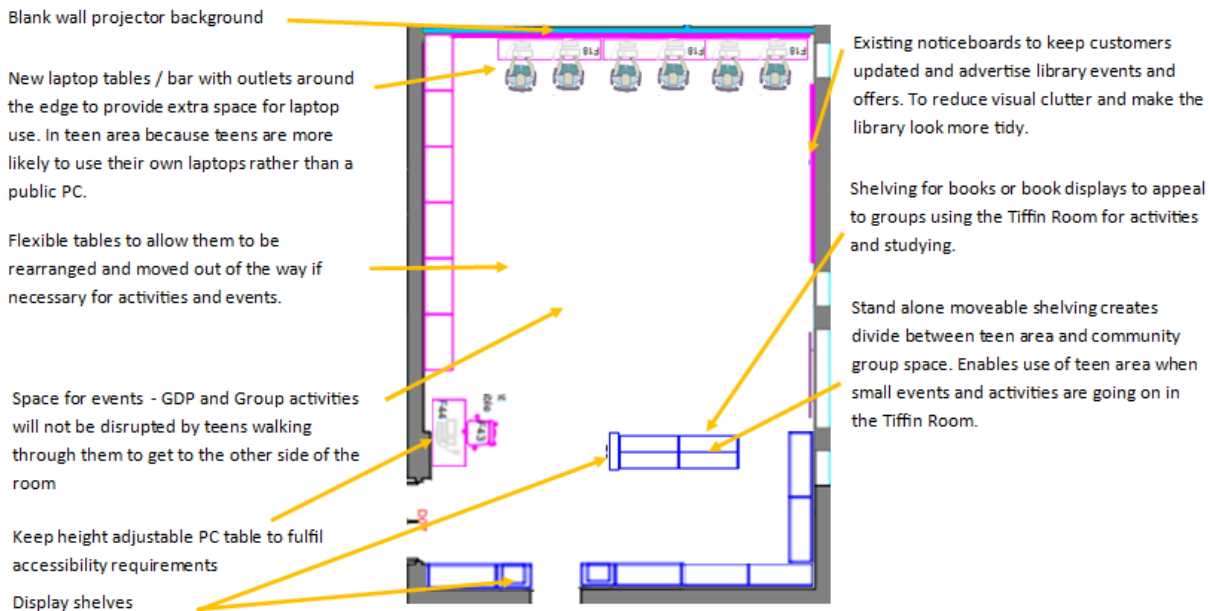 Blank wall projector background
New laptop tables / bar with outlets around
the edge to provide extra space for laptop
use. In teen area because teens are more
likely to use their own laptops rather than a
public PC.
Flexible tables to allow them to be
rearranged and moved out of the way if
necessary for activities and events.
Space for events - GDP and Group activities
will not be disrupted by teens walking
through them to get to the other side of the
room
Keep height adjustable PC table to fulfil
accessibility requirements
Display shelves
F18
F18
F18
F44
F43
Existing noticeboards to keep customers
updated and advertise library events and
offers. To reduce visual clutter and make the
library look more tidy.
Shelving for books or book displays to appeal
to groups using the Tiffin Room for activities
and studying.
Stand alone moveable shelving creates
divide between teen area and community
group space. Enables use of teen area when
small events and activities are going on in
the Tiffin Room.